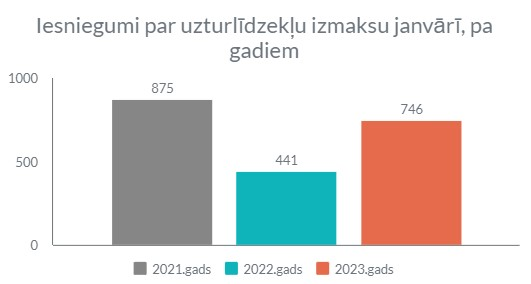 Iesniegumi par uzturlīdzekļu izmaksu janvārī, pa
gadiem
1000
875
746
500
441
0
2021.gads 2022.gads 2023.gads